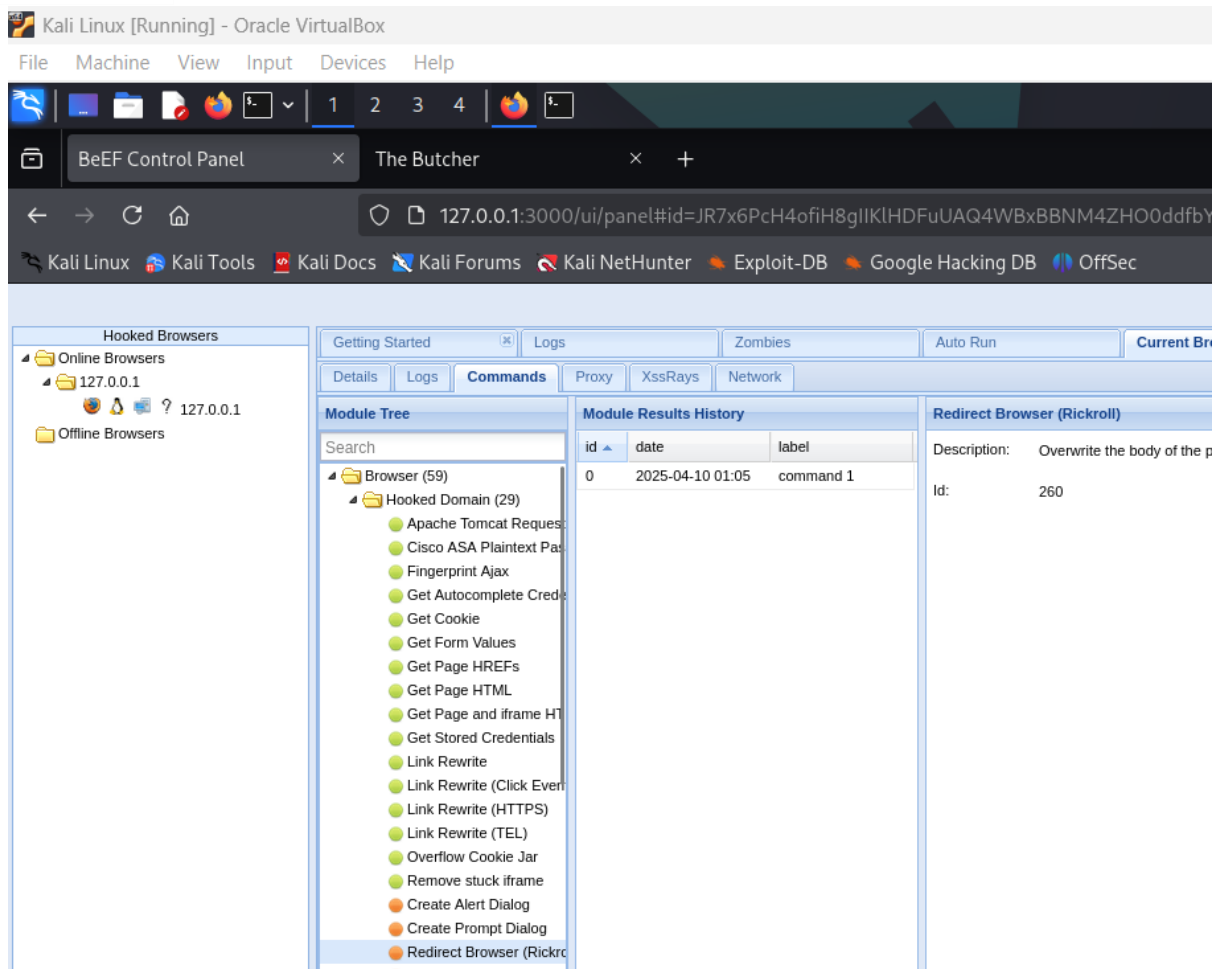 Kali Linux [Running] - Oracle VirtualBox
File Machine View Input Devices Help
1 2 3 4
BeEF Control Panel × The Butcher × +
127.0.0.1:3000/ui/panel#id=JR7x6PcH4ofiH8gIIKlHDFuUAQ4WBxBBNM4ZHO0ddfbY
Kali Linux Kali Tools Kali Docs Kali Forums Kali NetHunter Exploit-DB Google Hacking DB OffSec
Hooked Browsers
Getting Started Logs Zombies Auto Run Current Bro
Online Browsers
127.0.0.1
? 127.0.0.1
Offline Browsers
Details Logs Commands Proxy XssRays Network
Module Tree
Search
Browser (59)
Hooked Domain (29)
Apache Tomcat Reques
Cisco ASA Plaintext Pas
Fingerprint Ajax
Get Autocomplete Crede
Get Cookie
Get Form Values
Get Page HREFs
Get Page HTML
Get Page and iframe HT
Get Stored Credentials
Link Rewrite
Link Rewrite (Click Even
Link Rewrite (HTTPS)
Link Rewrite (TEL)
Overflow Cookie Jar
Remove stuck iframe
Create Alert Dialog
Create Prompt Dialog
Redirect Browser (Rickro
Module Results History
id date label
0 2025-04-10 01:05 command 1
Redirect Browser (Rickroll)
Description: Overwrite the body of the p
Id: 260